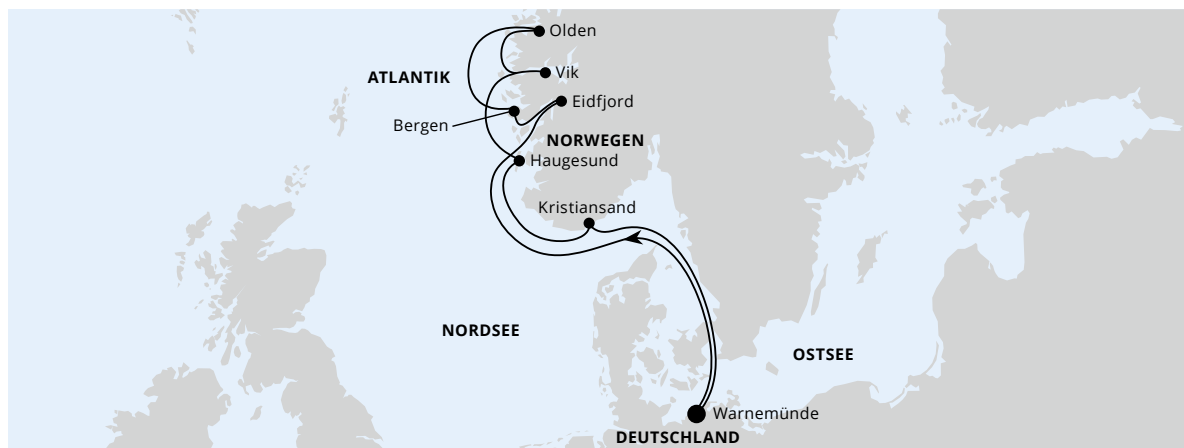 Olden
ATLANTIK
Vik
Eidfjord
Bergen
NORWEGEN
Haugesund
Kristiansand
NORDSEE
OSTSEE
Warnemünde
DEUTSCHLAND